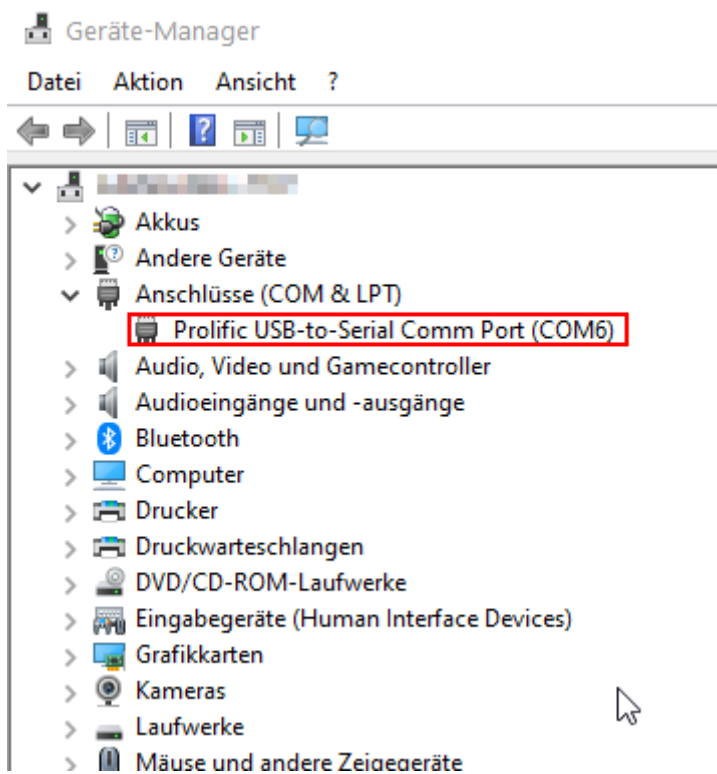 Geräte-Manager
Datei Aktion Ansicht ?
Akkus
Andere Geräte
Anschlüsse (COM & LPT)
Prolific USB-to-Serial Comm Port (COM6)
Audio, Video und Gamecontroller
Audioeingänge und -ausgänge
Bluetooth
Computer
Drucker
Druckwarteschlangen
DVD/CD-ROM-Laufwerke
Eingabegeräte (Human Interface Devices)
Grafikkarten
Kameras
Laufwerke
Mäuse und andere Zeigegeräte